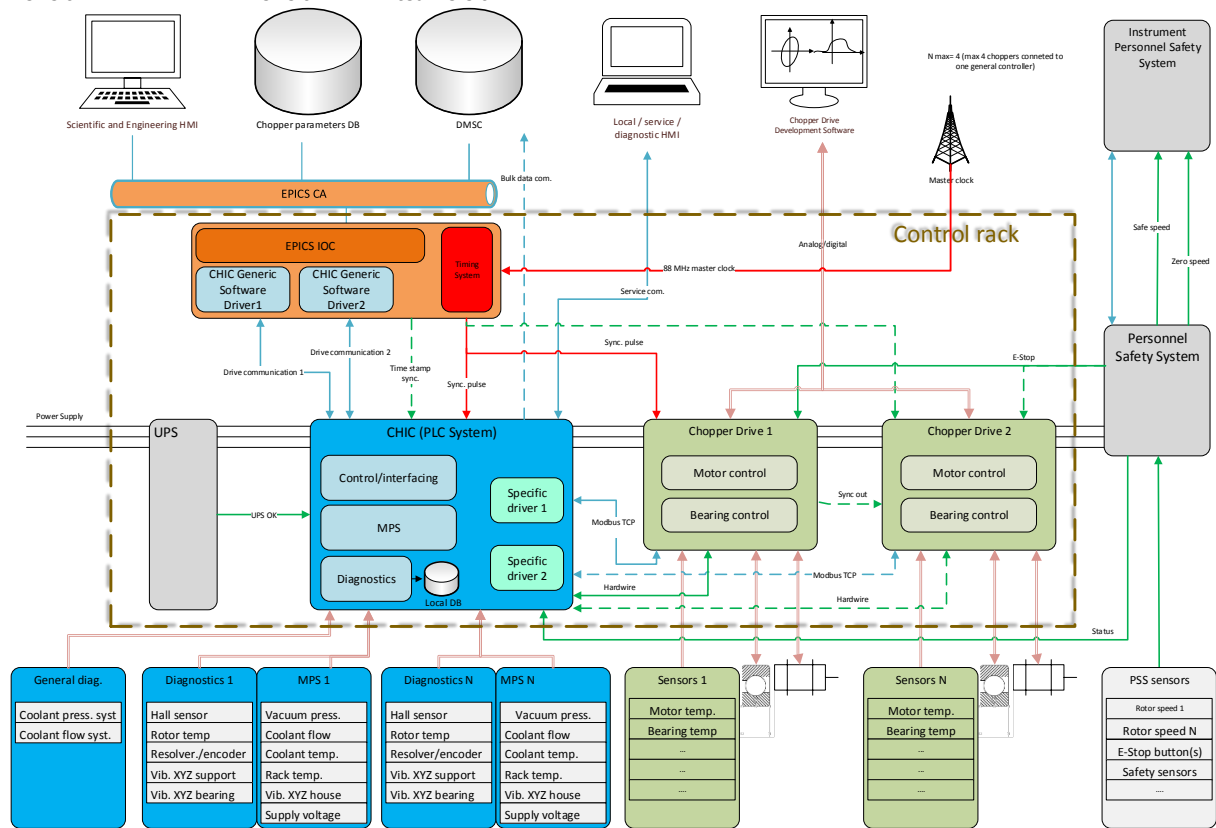 Instrument
Personnel Safety
System
N max= 4 (max 4 choppers conneted to
one general controller)
Scientific and Engineering HMI
Chopper parameters DB
DMSC
Local / service /
diagnostic HMI
Chopper Drive
Development Software
Master clock
Bulk data com.
EPICS CA
Control rack
Safe speed
Zero speed
Analog/digital
EPICS IOC
Timing
System
CHIC Generic
Software
Driver1
CHIC Generic
Software
Driver2
88 MHz master clock
Service com.
Personnel
Safety System
Sync. pulse
E-Stop
Drive communication 2
Drive communication 1
Time stamp
sync.
Sync. pulse
Power Supply
UPS
CHIC (PLC System)
Chopper Drive 1
Chopper Drive 2
Control/interfacing
Motor control
Motor control
Specific
driver 1
Sync out
UPS OK
MPS
Bearing control
Bearing control
Modbus TCP
Specific
driver 2
Diagnostics
Local DB
Modbus TCP
Hardwire
Hardwire
Status
General diag.
Coolant press. syst
Coolant flow syst.
Diagnostics 1
Hall sensor
Rotor temp
Resolver./encoder
Vib. XYZ support
Vib. XYZ bearing
MPS 1
Vacuum press.
Coolant flow
Coolant temp.
Rack temp.
Vib. XYZ house
Supply voltage
Diagnostics N
Hall sensor
Rotor temp
Resolver/encoder
Vib. XYZ support
Vib. XYZ bearing
MPS N
Vacuum press.
Coolant flow
Coolant temp.
Rack temp.
Vib. XYZ house
Supply voltage
Sensors 1
Motor temp.
Bearing temp
...
...
....
Sensors N
Motor temp.
Bearing temp
...
...
....
PSS sensors
Rotor speed 1
Rotor speed N
E-Stop button(s)
Safety sensors
....